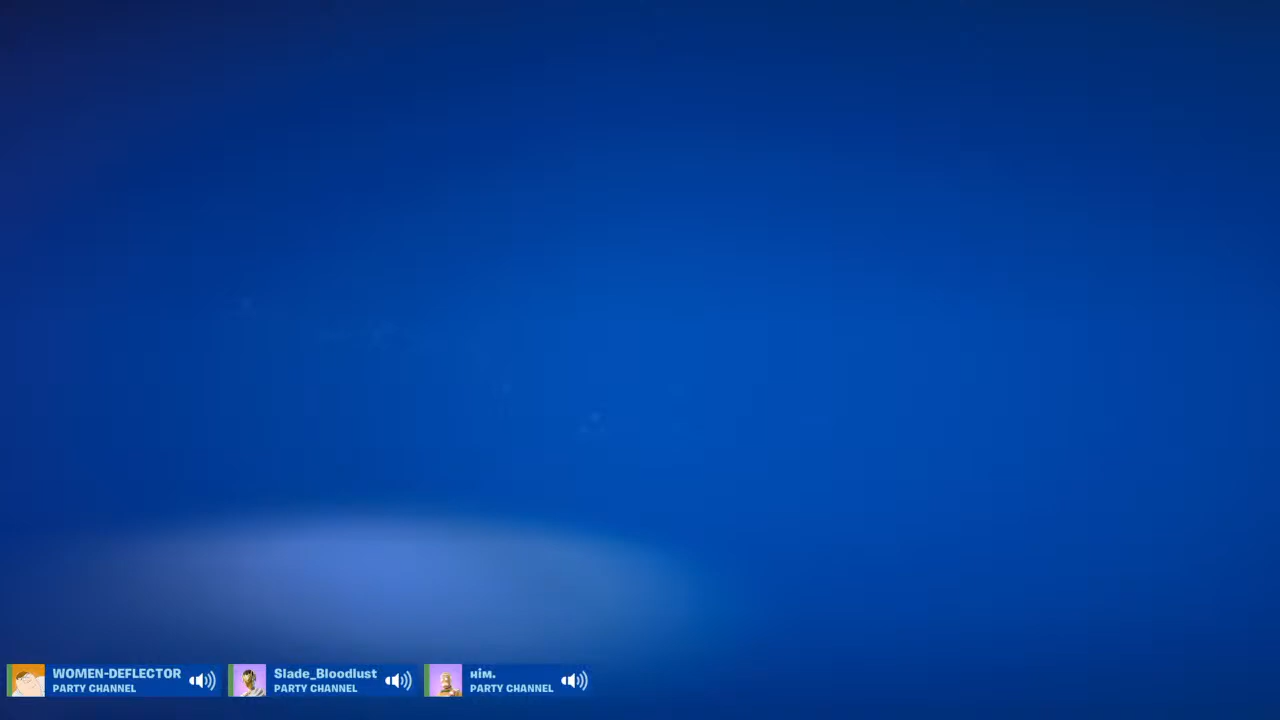 WOMEN-DEFLECTOR
PARTY CHANNEL
Slade_Bloodlust
PARTY CHANNEL
нім.
PARTY CHANNEL